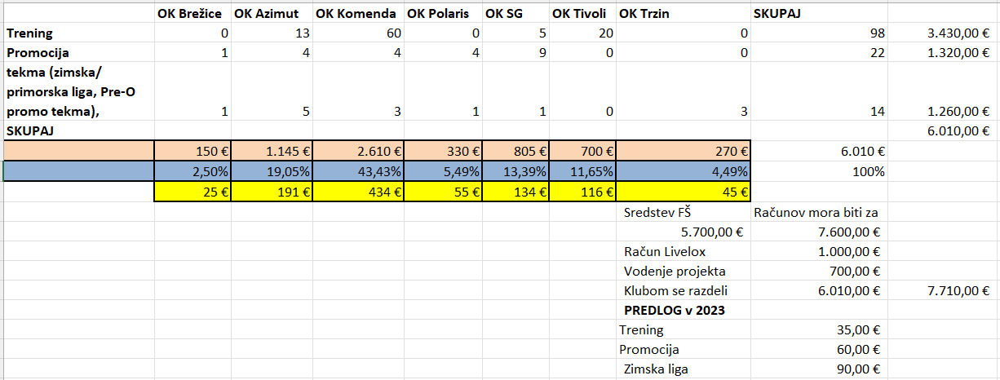 OK Brežice OK Azimut OK Komenda OK Polaris OK SG OK Tivoli OK Trzin SKUPAJ
Trening 0 13 60 0 5 20 0 98 3.430,00 €
Promocija 1 4 4 4 9 0 0 22 1.320,00 €
tekma (zimska/
primorska liga, Pre-O
promo tekma), 1 5 3 1 1 0 3 14 1.260,00 €
SKUPAJ 6.010,00 €
150 € 1.145 € 2.610 € 330 € 805 € 700 € 270 € 6.010 €
2,50% 19,05% 43,43% 5,49% 13,39% 11,65% 4,49% 100%
25 € 191 € 434 € 55 € 134 € 116 € 45 €
Sredstev FŠ Računov mora biti za
5.700,00 € 7.600,00 €
Račun Livelox 1.000,00 €
Vodenje projekta 700,00 €
Klubom se razdeli 6.010,00 € 7.710,00 €
PREDLOG v 2023
Trening 35,00 €
Promocija 60,00 €
Zimska liga 90,00 €